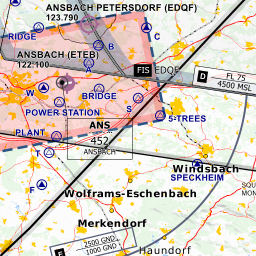 ANSBACH PETERSDORF (EDQF)
123.790
C
RIDGE
B
ANSBACH (ETEB)
122.100
A
FIS
EDQF
D
FL 75
4500 MSL
W
BRIDGE
S
POWER STATION
5-TREES
ANS
452
ANSBACH
PLANT
T
Windsbach
SPECKHEIM
F
Wolframs-Eschenbach
Merkendorf
E
2500 GND
1000 GND
Haundorf